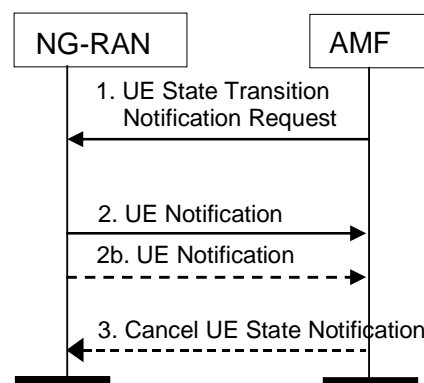 NG-RAN
AMF
1. UE State Transition
Notification Request
2. UE Notification
2b. UE Notification
3. Cancel UE State Notification